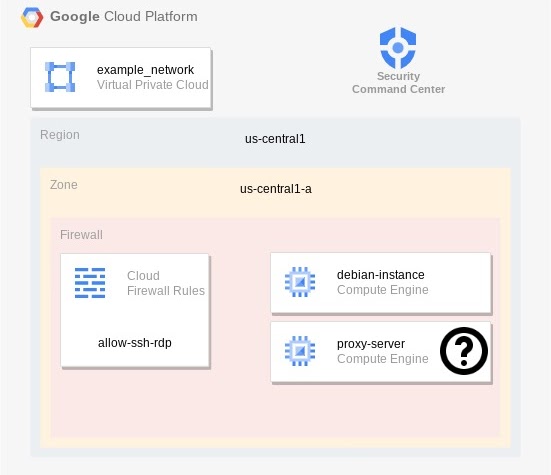 Google Cloud Platform
example_network
Virtual Private Cloud
Security
Command Center
Region
us-central1
Zone
us-central1-a
Firewall
Cloud
Firewall Rules
allow-ssh-rdp
debian-instance
Compute Engine
proxy-server
Compute Engine
?